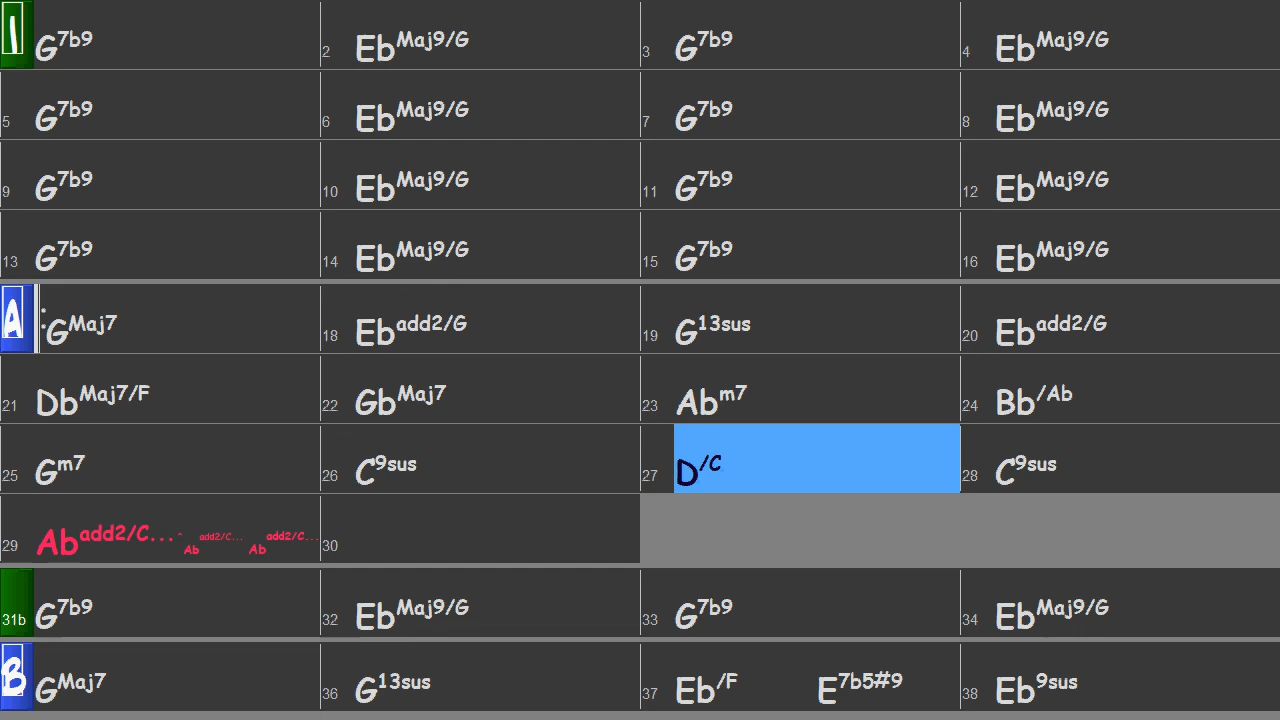 1 G7b9 2 EbMaj9/G 3 G7b9 4 EbMaj9/G
5 G7b9 6 EbMaj9/G 7 G7b9 8 EbMaj9/G
9 G7b9 10 EbMaj9/G 11 G7b9 12 EbMaj9/G
13 G7b9 14 EbMaj9/G 15 G7b9 16 EbMaj9/G
A GMaj7 18 Ebadd2/G 19 G13sus 20 Ebadd2/G
21 DbMaj7/F 22 GbMaj7 23 Abm7 24 Bb/Ab
25 Gm7 26 C9sus 27 D/C 28 C9sus
29 Abadd2/C... Abadd2/C... Abadd2/C... 30
31b G7b9 32 EbMaj9/G 33 G7b9 34 EbMaj9/G
B GMaj7 36 G13sus 37 Eb/F E7b5#9 38 Eb9sus